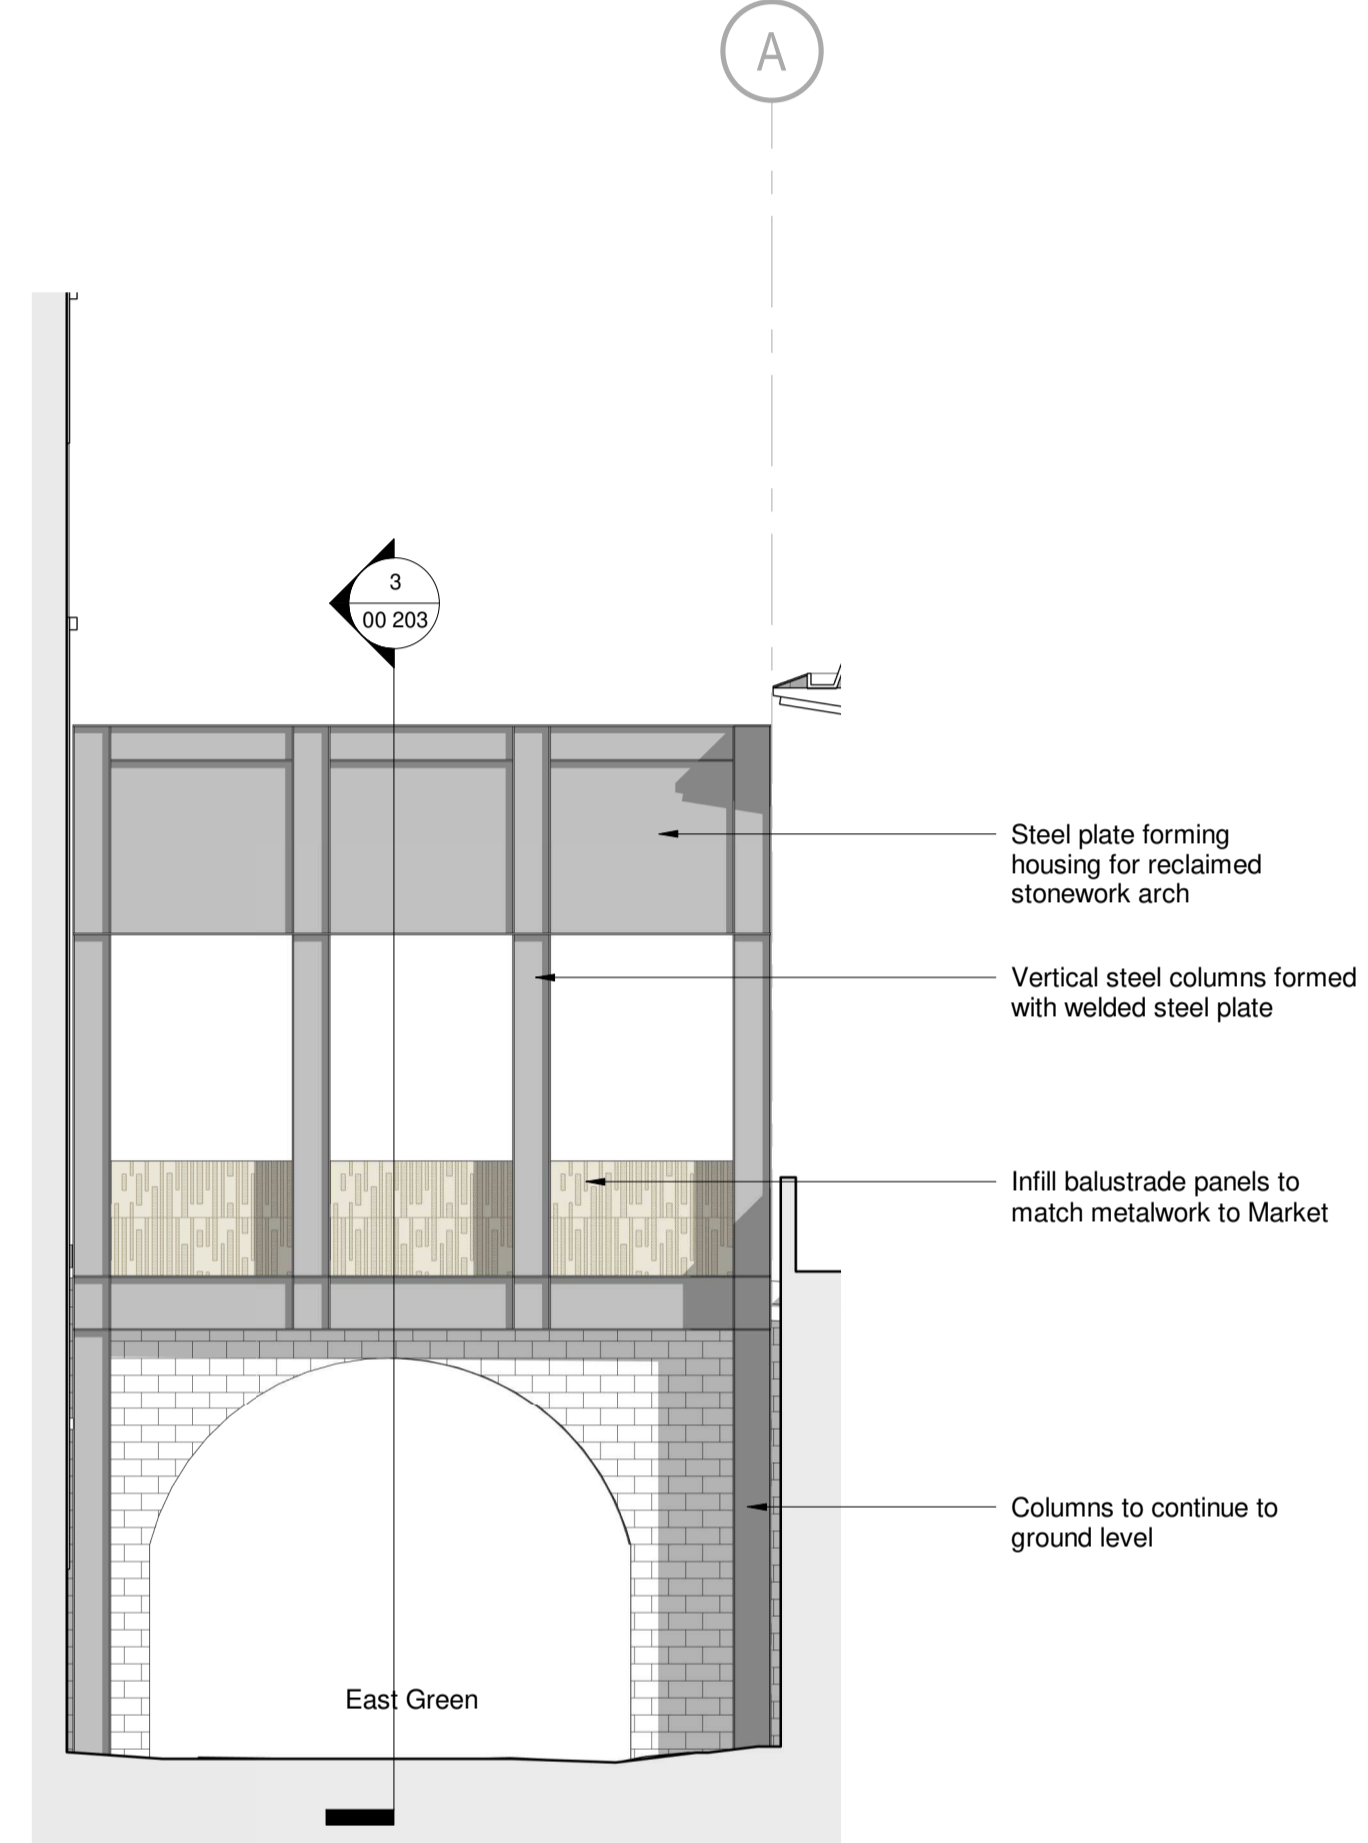 A
3
00 203
Steel plate forming
housing for reclaimed
stonework arch
Vertical steel columns formed
with welded steel plate
Infill balustrade panels to
match metalwork to Market
Columns to continue to
ground level
East Green